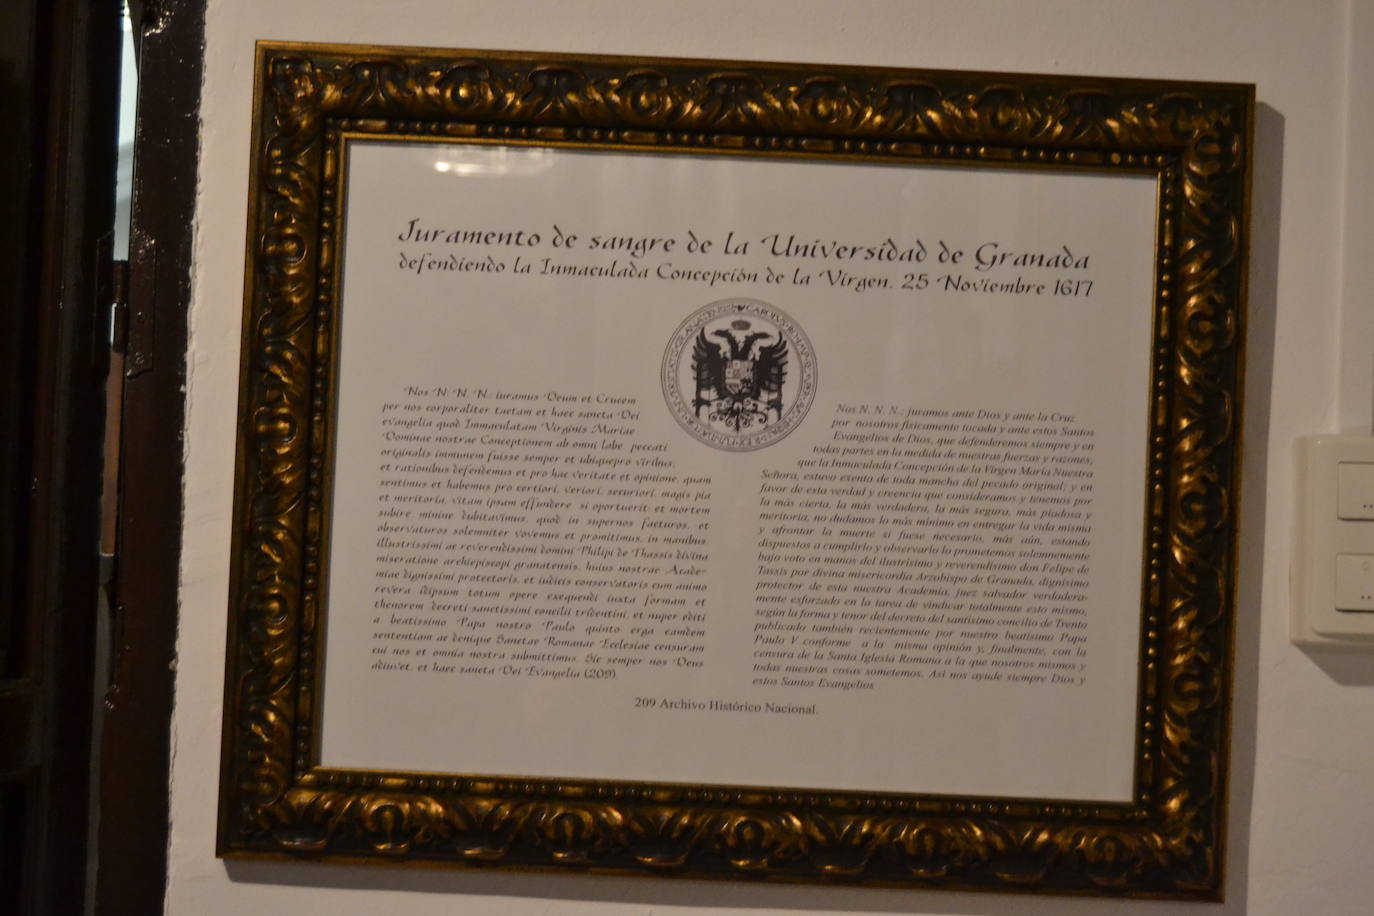 Juramento de sangre de la Universidad de Granada
defendiendo la Inmaculada Concepción de la Virgen. 25 Noviembre 1617
Nos N. N. N. iuramus Deum et Crucem
per nos corporaliter tactam et haec sancta Dei
evangelia quod Immaculatam Virginis Mariae
Dominae nostrae Conceptionem ab omni labe peccati
originalis immunem fuisse semper et ubiquepro viribus,
et rationibus defendemus et pro hac veritate et opinione, quam
sentimus et habemus pro certiori, veriori, securiori, magis pia
et meritoria, vitam ipsam effundere si oportuerit, et mortem
subire minine dubitavimus, quod in supernos facturos, et
observaturos solemniter vovemus et promitimus, in manibus
illustrissimi ac reverendissimi domini Philipi de Thassis divina
miseratone archiepiscopi granatensis, huius nostrae Acade-
miae dignissimi protectoris, et iudicis conservatoris cum animo
revera idipsum totum opere exequendi iuxta formam et
thenorem decreti sanctissimi concilii tridentini, et nuper editi
a beatissimo Papa nostro Paulo quinto erga eamdem
sententiam ac denique Sanctae Romanae Ecclesiae censuram
cui nos et omnia nostra submittimus. Sic semper nos Deus
adiuvet, et haec sancta Dei Evangelia (209).
Nos N. N. N.: juramos ante Dios y ante la Cruz
por nosotros físicamente tocada y ante estos Santos
Evangelios de Dios, que defenderemos siempre y en
todas partes en la medida de nuestras fuerzas y razones,
que la Inmaculada Concepción de la Virgen María Nuestra
Señora, estuvo exenta de toda mancha del pecado original; y en
favor de esta verdad y creencia que consideramos y tenemos por
la más cierta, la más verdadera, la más segura, más piadosa y
meritoria, no dudamos lo más mínimo en entregar la vida misma
y afrontar la muerte si fuese necesario, más aún, estando
dispuestos a cumplirlo y observarlo lo prometemos solemnemente
bajo voto en manos del ilustrísimo y reverendísimo don Felipe de
Tassis por divina misericordia Arzobispo de Granada, dignísimo
protector de esta nuestra Academia, juez salvador verdadera-
mente esforzado en la tarea de vindicar totalmente esto mismo,
según la forma y tenor del decreto del santísimo concilio de Trento
publicado también recientemente por nuestro beatísimo Papa
Paulo V conforme a la misma opinión y, finalmente, con la
censura de la Santa Iglesia Romana a la que nosotros mismos y
todas nuestras cosas sometemos. Así nos ayude siempre Dios y
estos Santos Evangelios
209 Archivo Histórico Nacional.